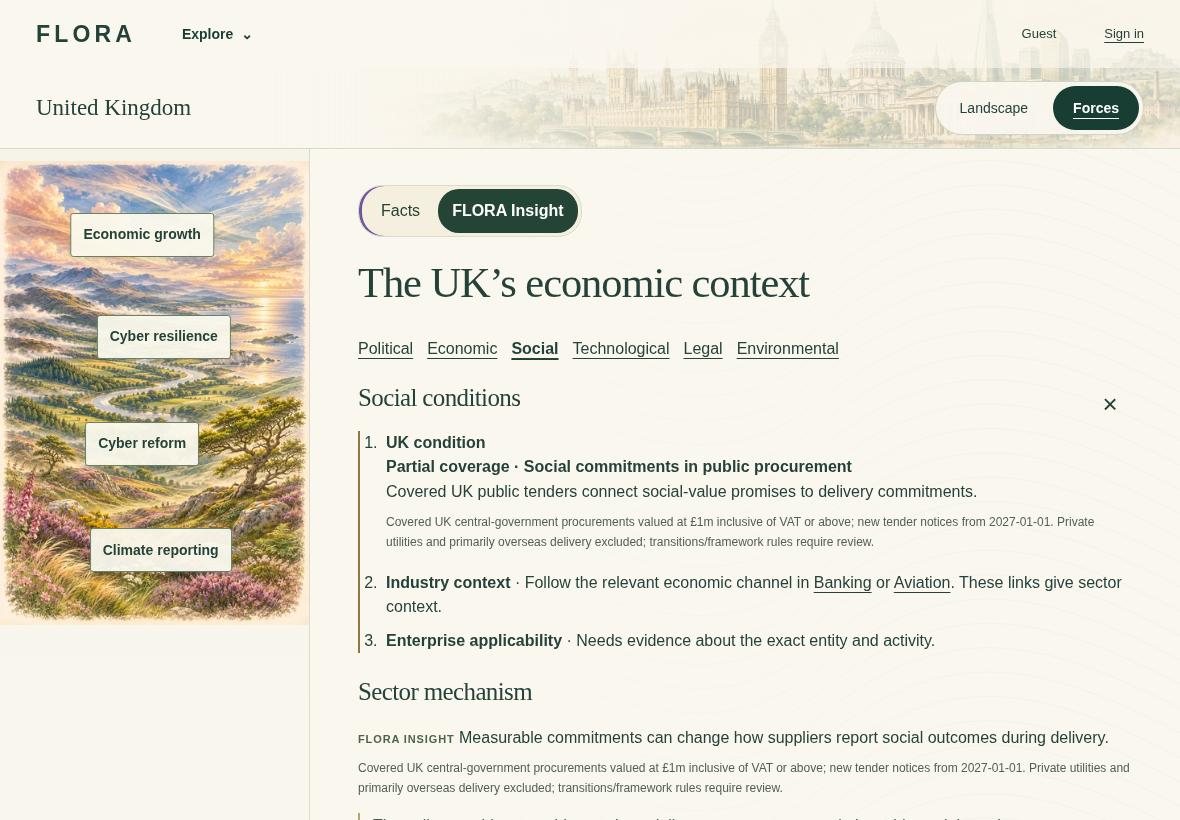 FLORA
Explore
Guest
Sign in
United Kingdom
Landscape
Forces
Economic growth
Cyber resilience
Cyber reform
Climate reporting
Facts
FLORA Insight
The UK’s economic context
Political
Economic
Social
Technological
Legal
Environmental
Social conditions
✕
1. UK condition
Partial coverage · Social commitments in public procurement
Covered UK public tenders connect social-value promises to delivery commitments.
Covered UK central-government procurements valued at £1m inclusive of VAT or above; new tender notices from 2027-01-01. Private
utilities and primarily overseas delivery excluded; transitions/framework rules require review.
2. Industry context · Follow the relevant economic channel in Banking or Aviation. These links give sector
context.
3. Enterprise applicability · Needs evidence about the exact entity and activity.
Sector mechanism
FLORA INSIGHT Measurable commitments can change how suppliers report social outcomes during delivery.
Covered UK central-government procurements valued at £1m inclusive of VAT or above; new tender notices from 2027-01-01. Private utilities and
primarily overseas delivery excluded; transitions/framework rules require review.